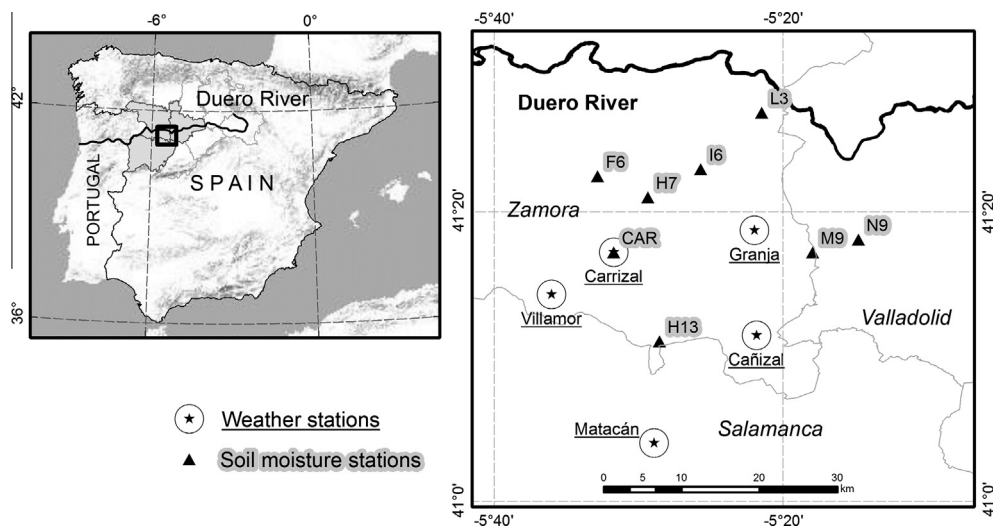 -6°
0°
42°
36°
Duero River
SPAIN
PORTUGAL
Weather stations
Soil moisture stations
-5°40'
-5°20'
Duero River
L3
I6
F6
H7
Zamora
41°20'
41°20'
N9
M9
CAR
Carrizal
Granja
Villamor
Valladolid
H13
Cañizal
Matacán
Salamanca
0 5 10 20 30
km
41°0'
41°0'
-5°40'
-5°20'